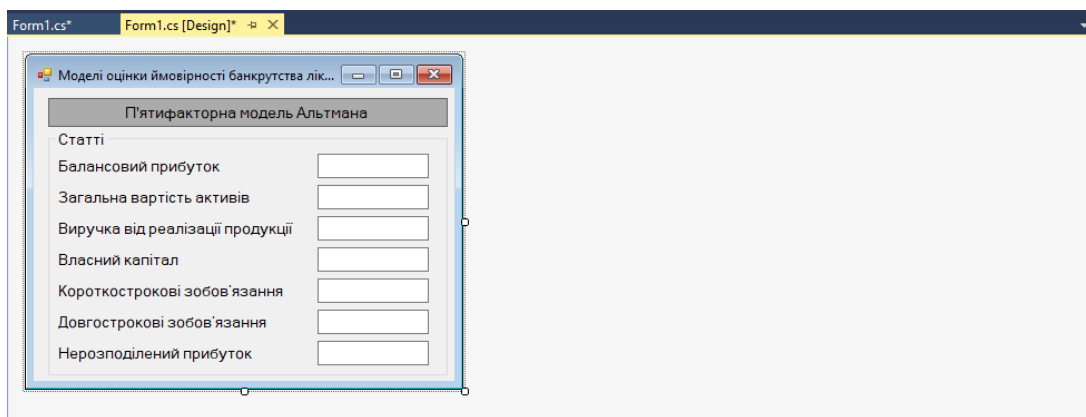 Form1.cs*
Form1.cs [Design]*
Моделі оцінки ймовірності банкрутства лік...
П'ятифакторна модель Альтмана
Статті
Балансовий прибуток
Загальна вартість активів
Виручка від реалізації продукції
Власний капітал
Короткострокові зобов'язання
Довгострокові зобов'язання
Нерозподілений прибуток